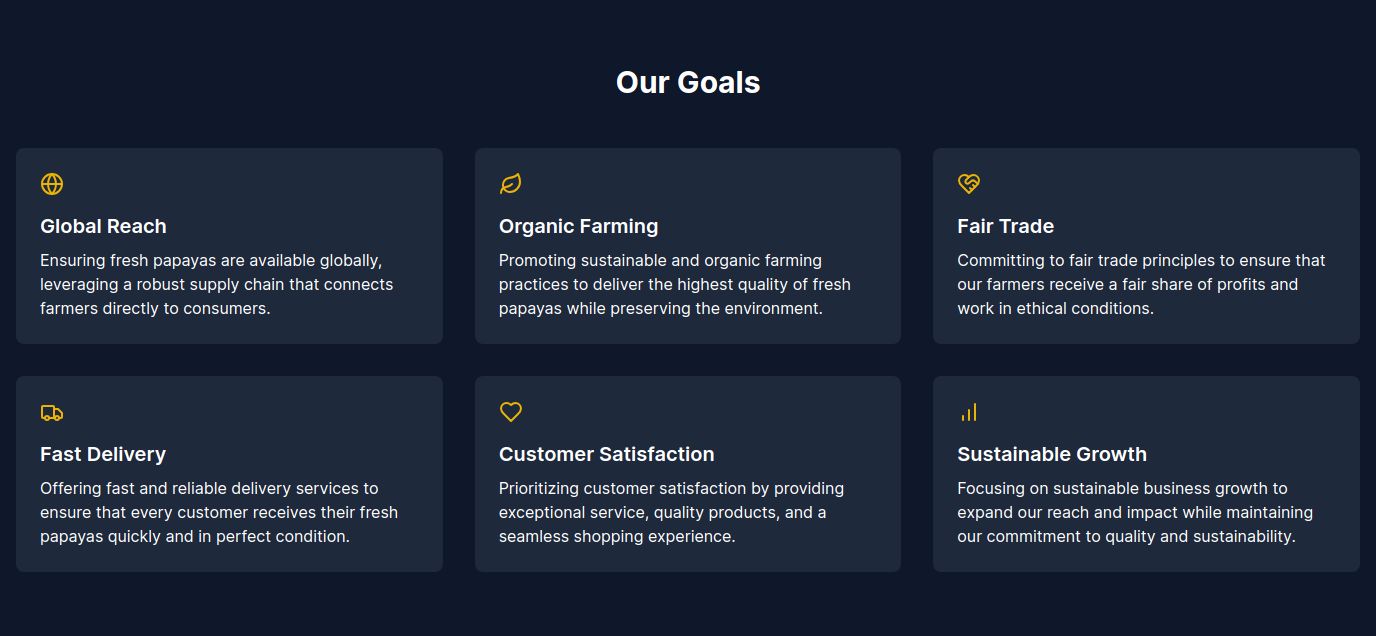 Our Goals
Global Reach
Ensuring fresh papayas are available globally,
leveraging a robust supply chain that connects
farmers directly to consumers.
Organic Farming
Promoting sustainable and organic farming
practices to deliver the highest quality of fresh
papayas while preserving the environment.
Fair Trade
Committing to fair trade principles to ensure that
our farmers receive a fair share of profits and
work in ethical conditions.
Fast Delivery
Offering fast and reliable delivery services to
ensure that every customer receives their fresh
papayas quickly and in perfect condition.
Customer Satisfaction
Prioritizing customer satisfaction by providing
exceptional service, quality products, and a
seamless shopping experience.
Sustainable Growth
Focusing on sustainable business growth to
expand our reach and impact while maintaining
our commitment to quality and sustainability.